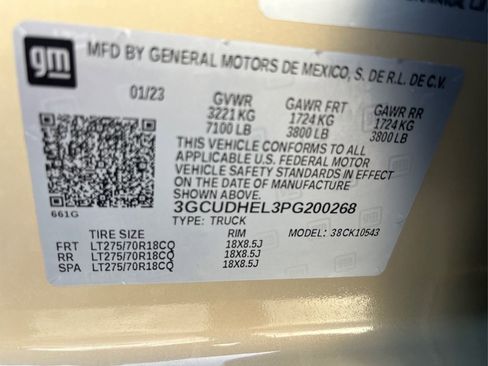 gm
MFD BY GENERAL MOTORS DE MEXICO, S. DE R.L. DE C.V.
01/23 GVWR GAWR FRT GAWR RR
3221 KG 1724 KG 1724 KG
7100 LB 3800 LB 3800 LB
THIS VEHICLE CONFORMS TO ALL
APPLICABLE U.S. FEDERAL MOTOR
VEHICLE SAFETY STANDARDS IN EFFECT
ON THE DATE OF MANUFACTURE
SHOWN ABOVE.
661G
3GCUDHEL3PG200268
TYPE: TRUCK MODEL: 38CK10543
TIRE SIZE RIM
FRT LT275/70R18CQ 18X8.5J
RR LT275/70R18CQ 18X8.5J
SPA LT275/70R18CQ 18X8.5J